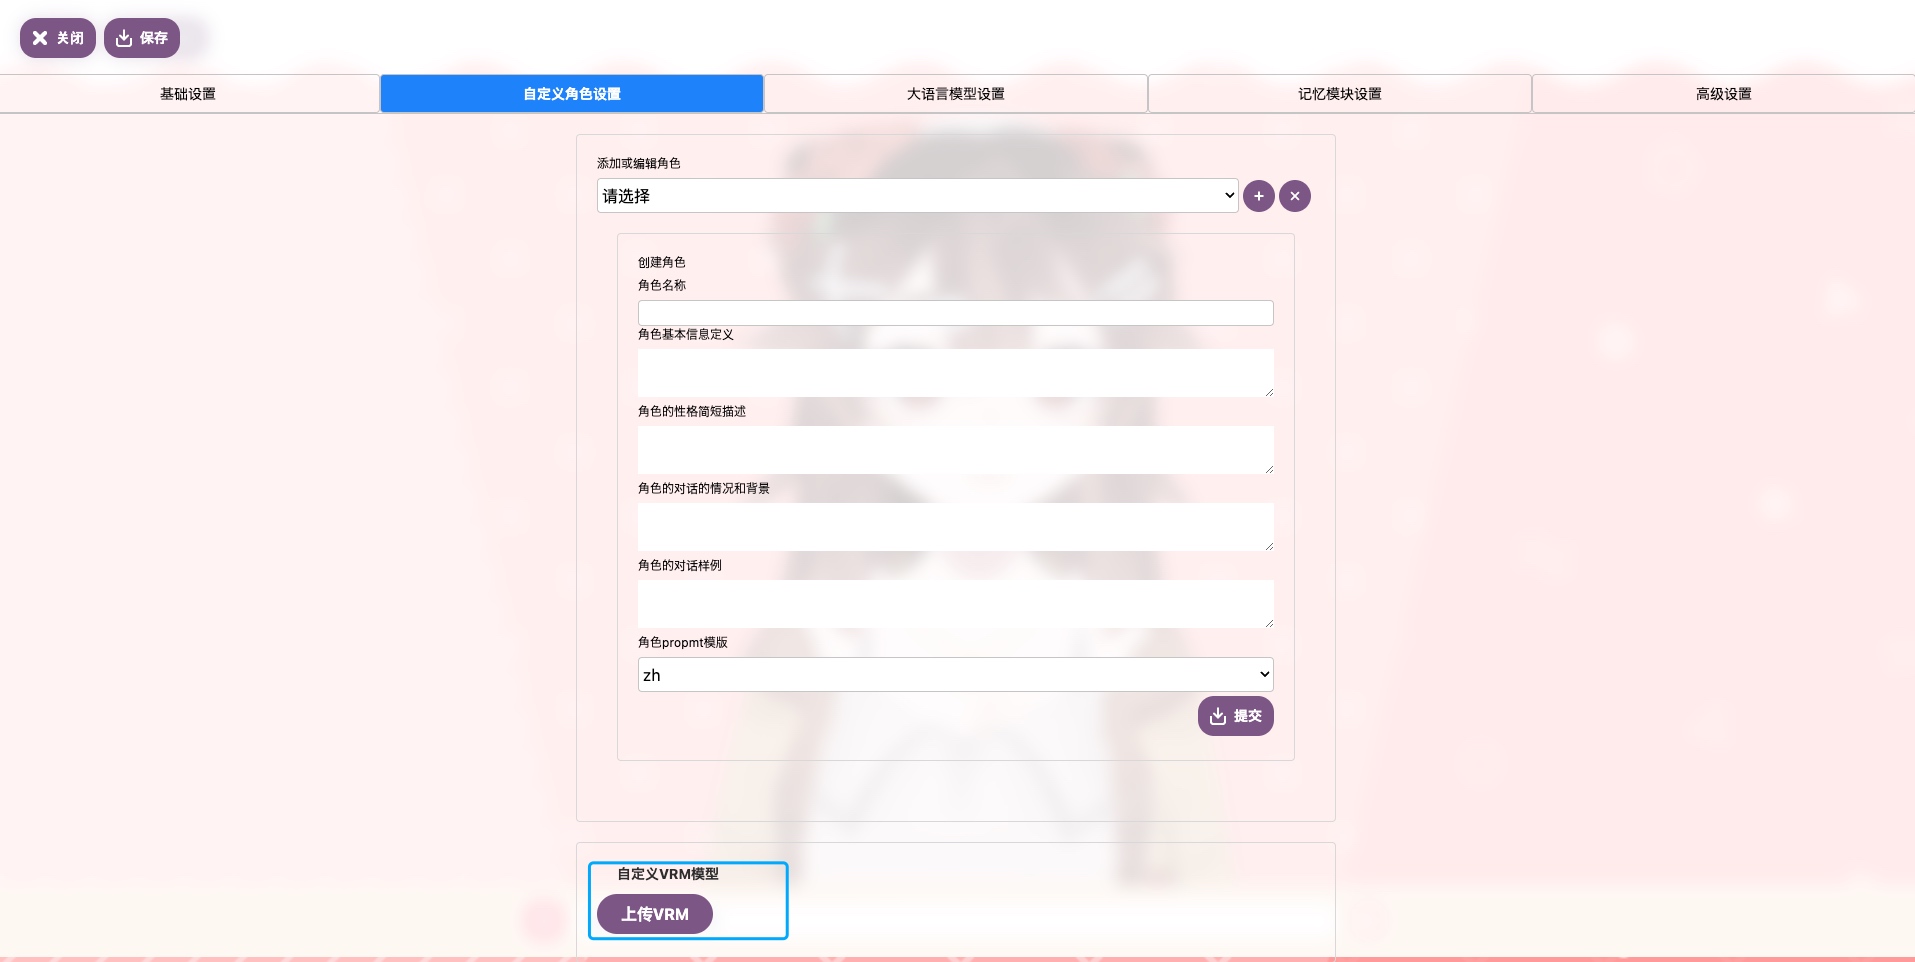 关闭 保存
基础设置 自定义角色设置 大语言模型设置 记忆模块设置 高级设置
添加或编辑角色
请选择
创建角色
角色名称
角色基本信息定义
角色的性格简短描述
角色的对话的情况和背景
角色的对话样例
角色propmt模版
zh
提交
自定义VRM模型
上传VRM